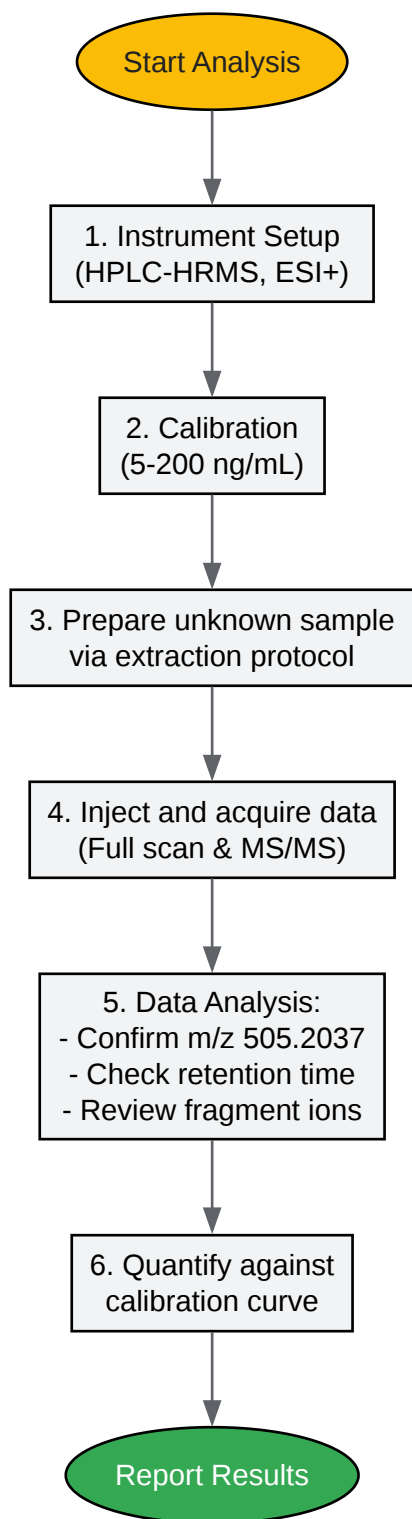 Start Analysis
1. Instrument Setup
(HPLC-HRMS, ESI+)
2. Calibration
(5-200 ng/mL)
3. Prepare unknown sample
via extraction protocol
4. Inject and acquire data
(Full scan & MS/MS)
5. Data Analysis:
- Confirm m/z 505.2037
- Check retention time
- Review fragment ions
6. Quantify against
calibration curve
Report Results